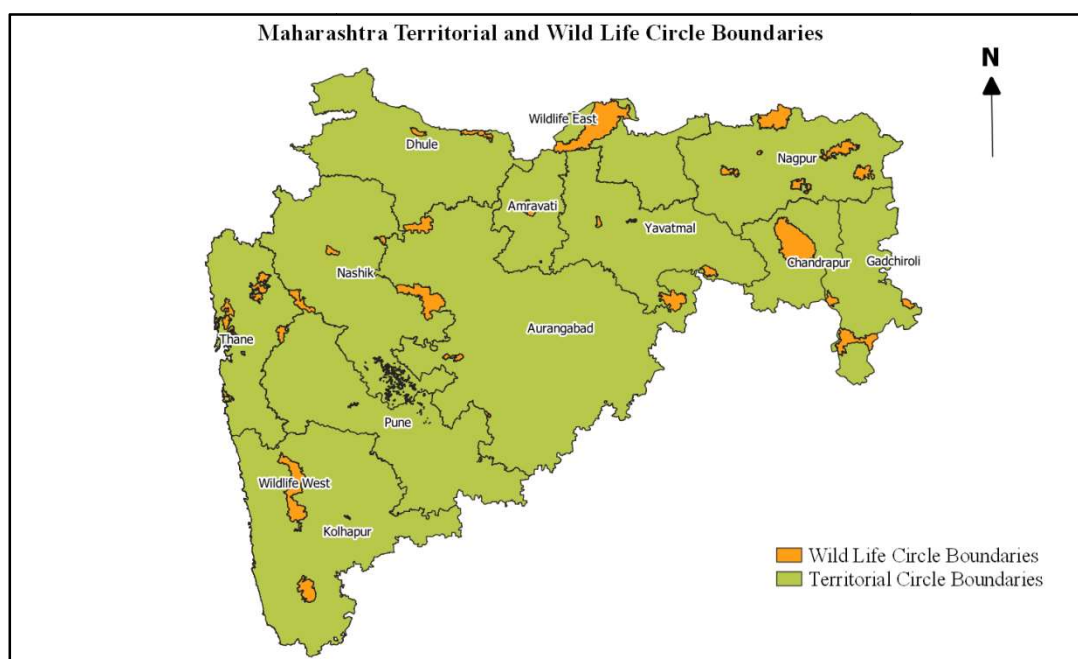 Maharashtra Territorial and Wild Life Circle Boundaries
N
Wildlife East
Dhule
Nagpur
Amravati
Yavatmal
Chandrapur
Gadchiroli
Nashik
Aurangabad
Thane
Pune
Wildlife West
Kolhapur
Wild Life Circle Boundaries
Territorial Circle Boundaries